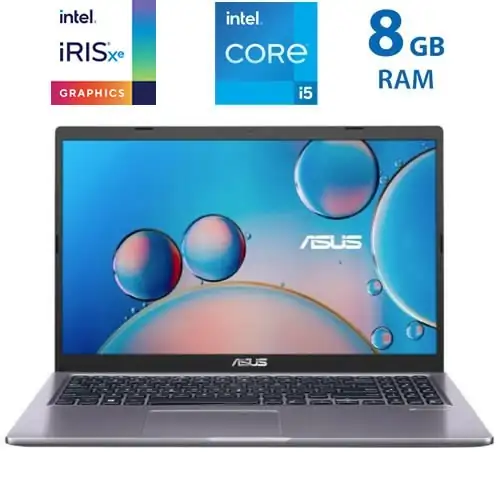 intel
iRISxe
GRAPHICS
intel
CORE
i5
8 GB
RAM
ASUS
ASUS